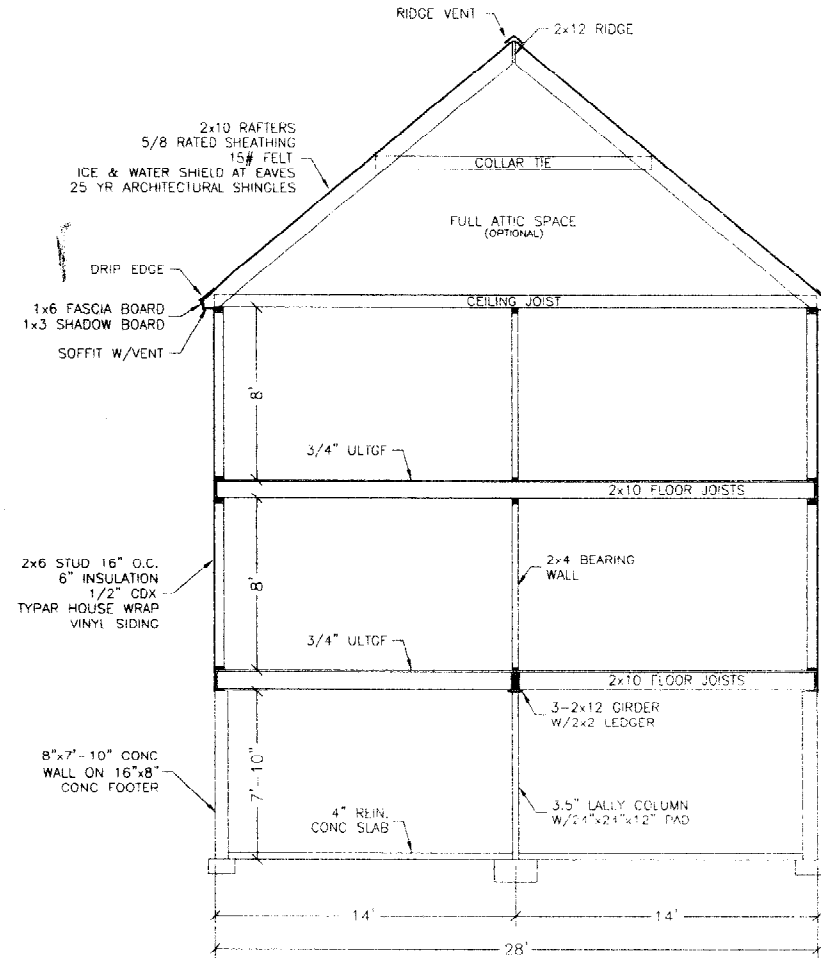 RIDGE VENT
2x12 RIDGE
2x10 RAFTERS
5/8 RATED SHEATHING
15# FELT
ICE & WATER SHIELD AT EAVES
25 YR ARCHITECTURAL SHINGLES
COLLAR TIE
FULL ATTIC SPACE
(OPTIONAL)
DRIP EDGE
CEILING JOIST
1x6 FASCIA BOARD
1x3 SHADOW BOARD
SOFFIT W/VENT
8'
3/4" ULTGF
2x10 FLOOR JOISTS
2x6 STUD 16" O.C.
6" INSULATION
1/2" CDX
TYPAR HOUSE WRAP
VINYL SIDING
8'
2x4 BEARING
WALL
3/4" ULTGF
2x10 FLOOR JOISTS
3-2x12 GIRDER
W/2x2 LEDGER
8"x7'-10" CONC
WALL ON 16"x8"
CONC FOOTER
7'-10"
4" REIN.
CONC SLAB
3.5" LALLY COLUMN
W/24"x24"x12" PAD
14'
14'
28'